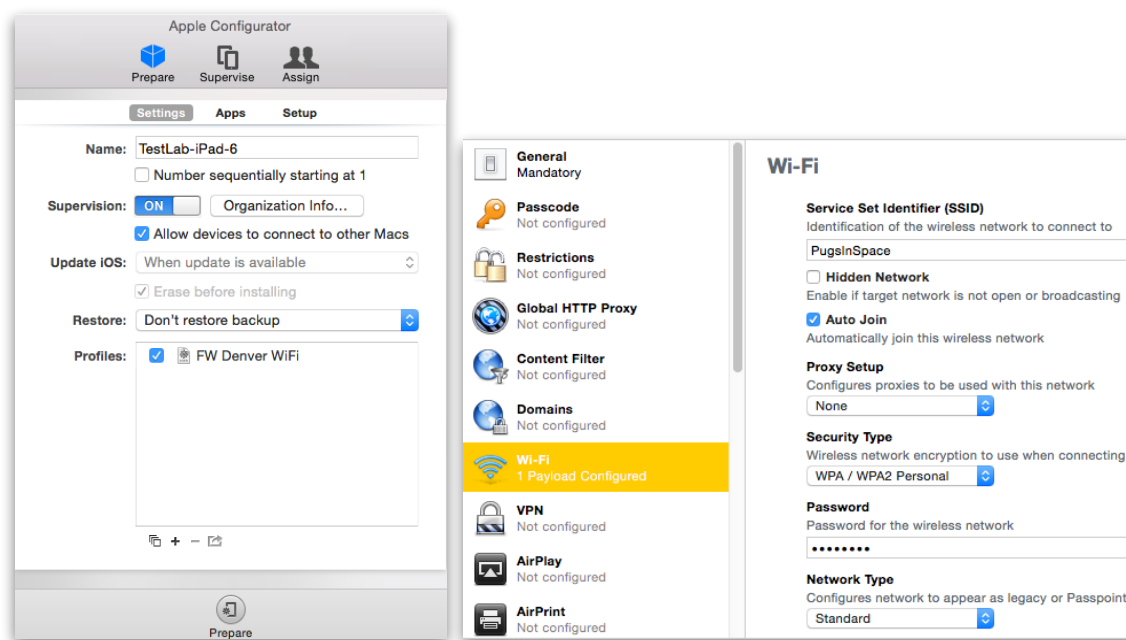 Apple Configurator
Prepare Supervise Assign
Settings Apps Setup
Name: TestLab-iPad-6
Number sequentially starting at 1
Supervision: ON Organization Info...
Allow devices to connect to other Macs
Update iOS: When update is available
Erase before installing
Restore: Don't restore backup
Profiles: FW Denver WiFi
Prepare
General
Mandatory
Passcode
Not configured
Restrictions
Not configured
Global HTTP Proxy
Not configured
Content Filter
Not configured
Domains
Not configured
Wi-Fi
1 Payload Configured
VPN
Not configured
AirPlay
Not configured
AirPrint
Not configured
Wi-Fi
Service Set Identifier (SSID)
Identification of the wireless network to connect to
PugsInSpace
Hidden Network
Enable if target network is not open or broadcasting
Auto Join
Automatically join this wireless network
Proxy Setup
Configures proxies to be used with this network
None
Security Type
Wireless network encryption to use when connecting
WPA / WPA2 Personal
Password
Password for the wireless network
••••••••
Network Type
Configures network to appear as legacy or Passpoint
Standard